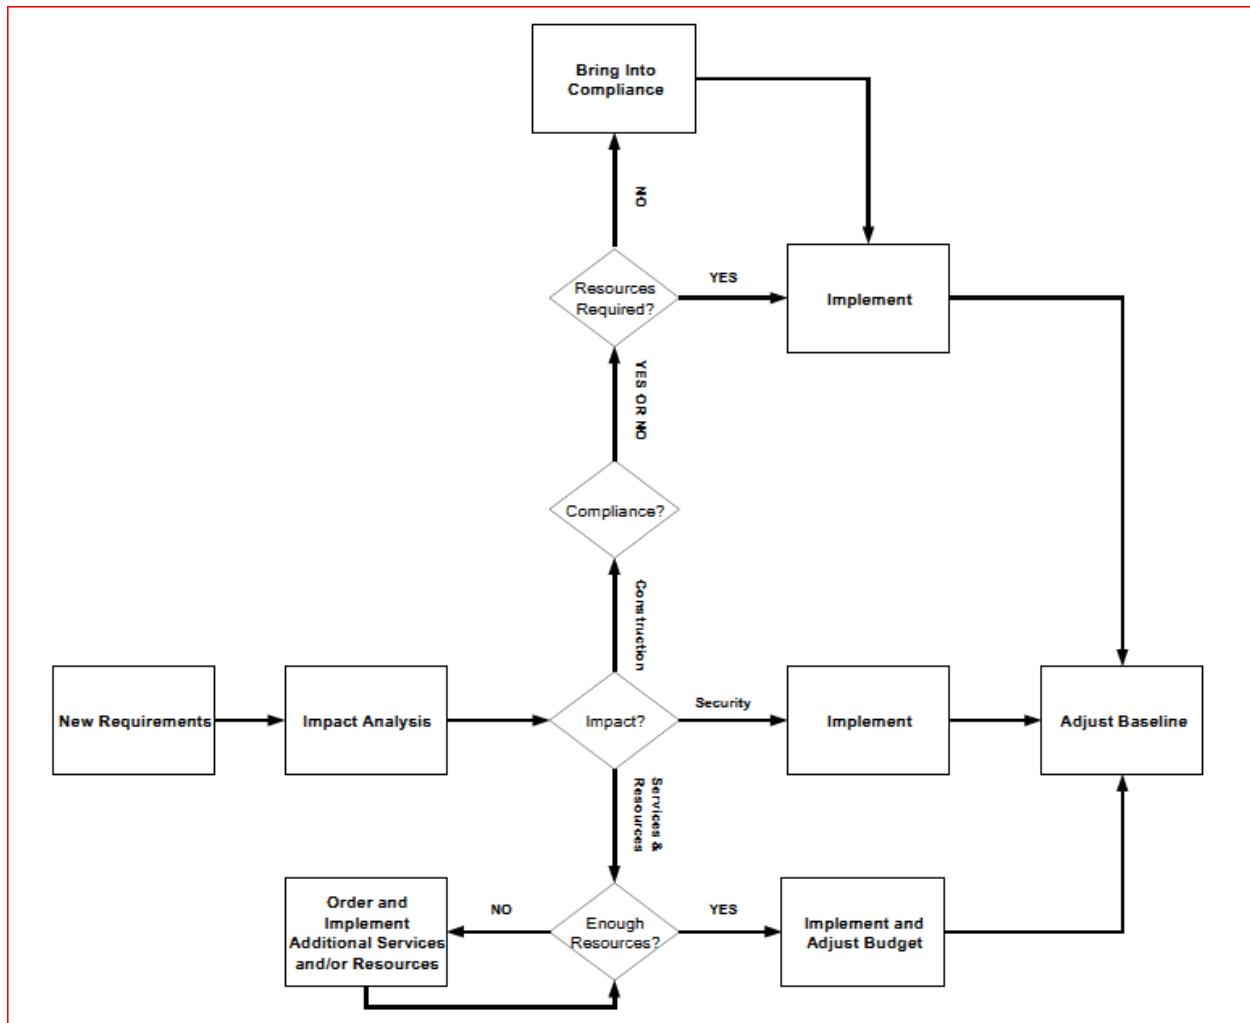 Bring Into
Compliance
NO
Resources
Required?
YES
Implement
YES OR NO
Compliance?
Construction
New Requirements
Impact Analysis
Impact?
Security
Implement
Adjust Baseline
Services &
Resources
Order and
Implement
Additional Services
and/or Resources
NO
Enough
Resources?
YES
Implement and
Adjust Budget